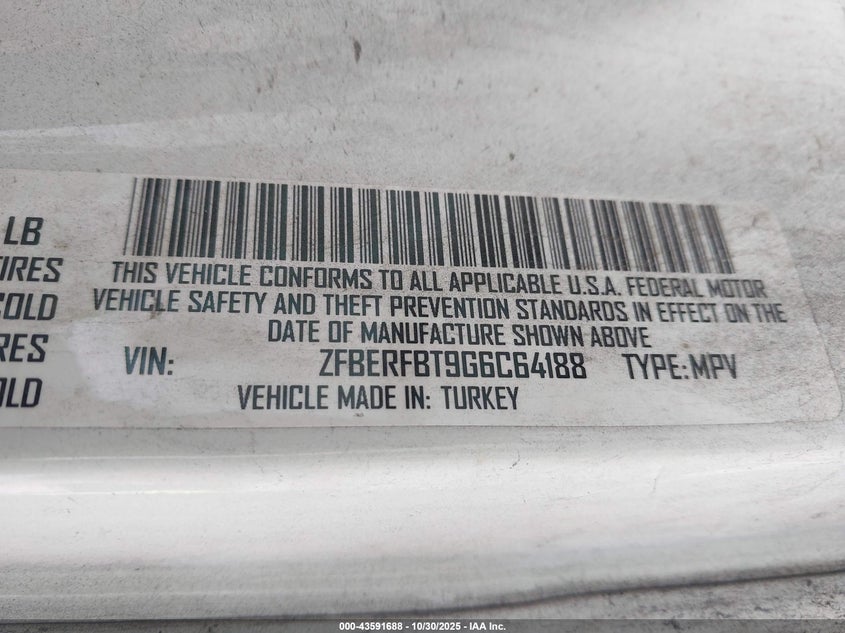 LB
TIRES
COLD
THIS VEHICLE CONFORMS TO ALL APPLICABLE U.S.A. FEDERAL MOTOR
VEHICLE SAFETY AND THEFT PREVENTION STANDARDS IN EFFECT ON THE
DATE OF MANUFACTURE SHOWN ABOVE
RES
VIN: ZFBERFBT9G6C64188 TYPE:MPV
OLD
VEHICLE MADE IN: TURKEY
000-43591688 - 10/30/2025 - IAA Inc.